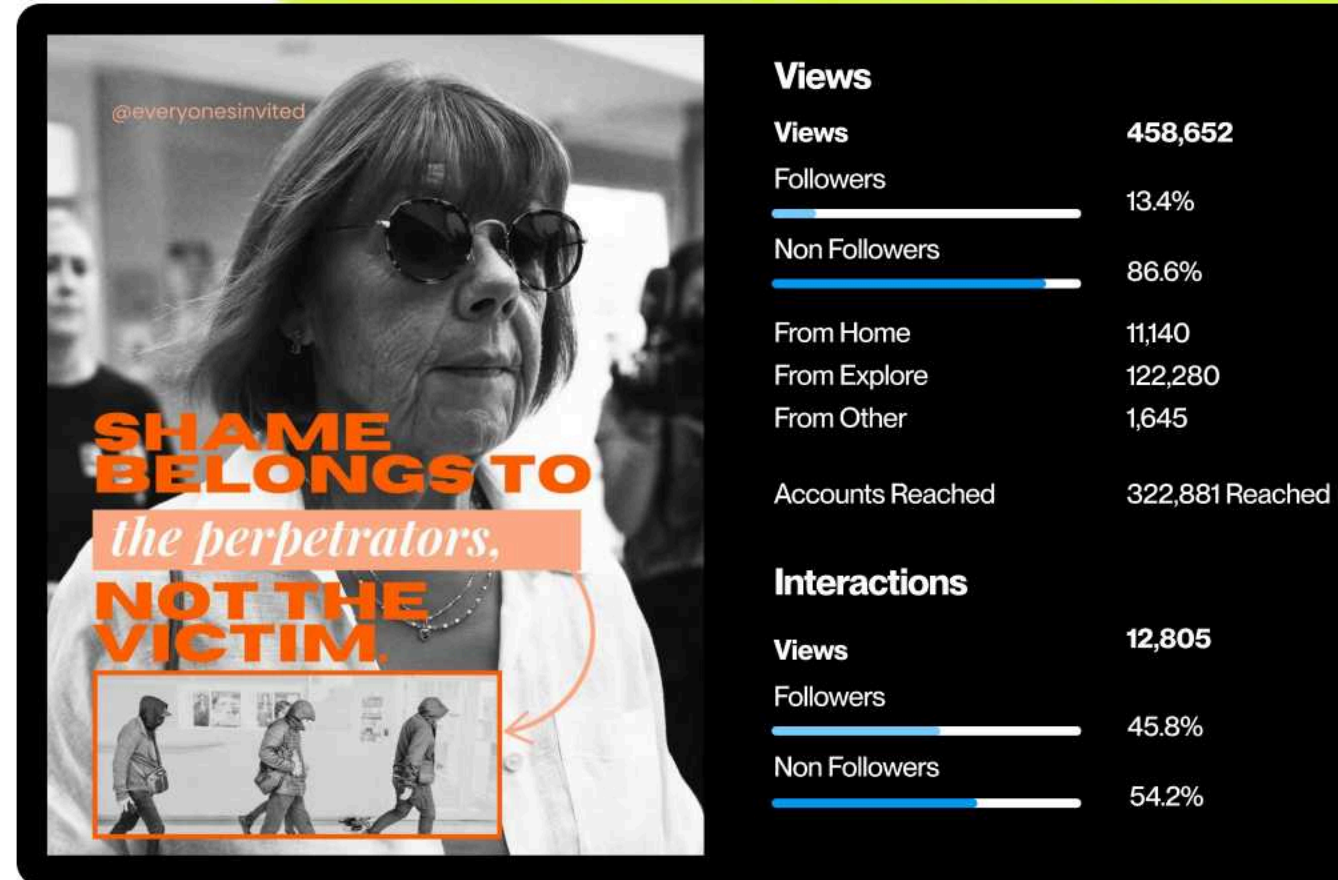 @everyonesinvited
SHAME
BELONGS TO
the perpetrators,
NOT THE
VICTIM.
Views
Views 458,652
Followers
13.4%
Non Followers
86.6%
From Home 11,140
From Explore 122,280
From Other 1,645
Accounts Reached 322,881 Reached
Interactions
Views 12,805
Followers
45.8%
Non Followers
54.2%